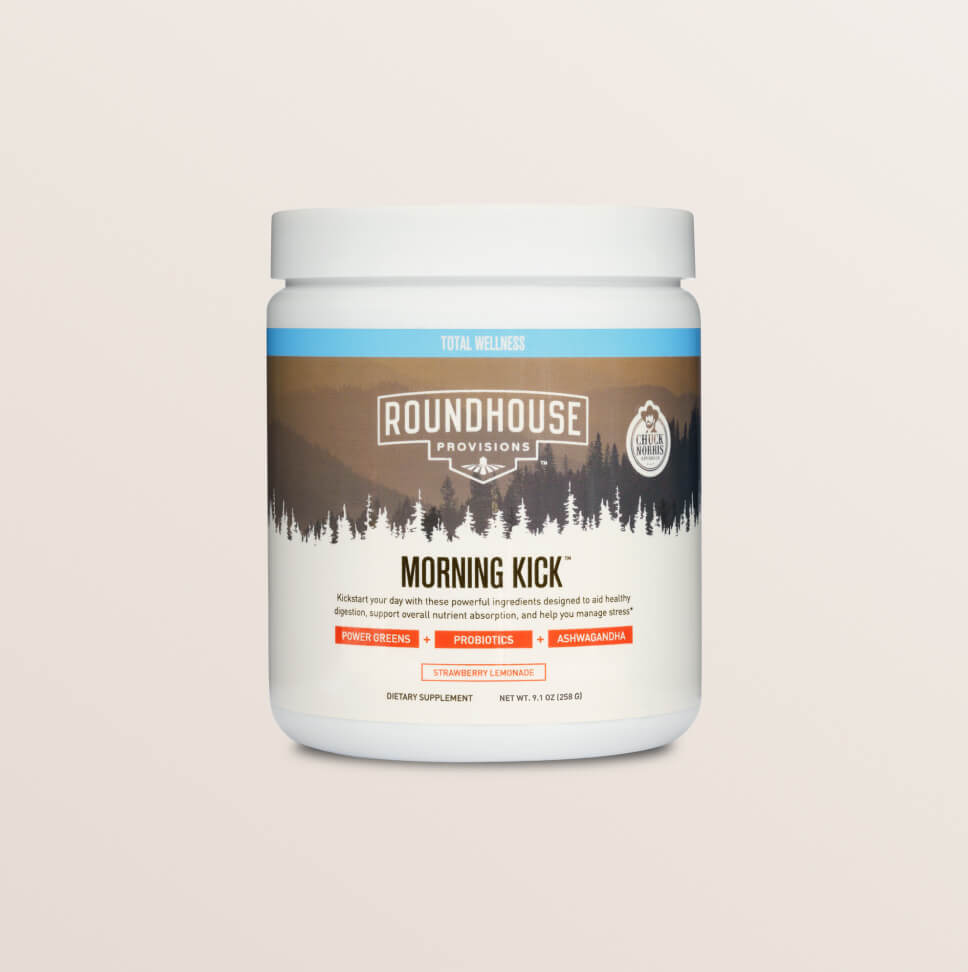 TOTAL WELLNESS
ROUNDHOUSE
PROVISIONS
™
CHUCK
NORRIS
MORNING KICK™
Kickstart your day with these powerful ingredients designed to aid healthy
digestion, support overall nutrient absorption, and help you manage stress*
POWER GREENS + PROBIOTICS + ASHWAGANDHA
STRAWBERRY LEMONADE
DIETARY SUPPLEMENT NET WT. 9.1 OZ (258 G)